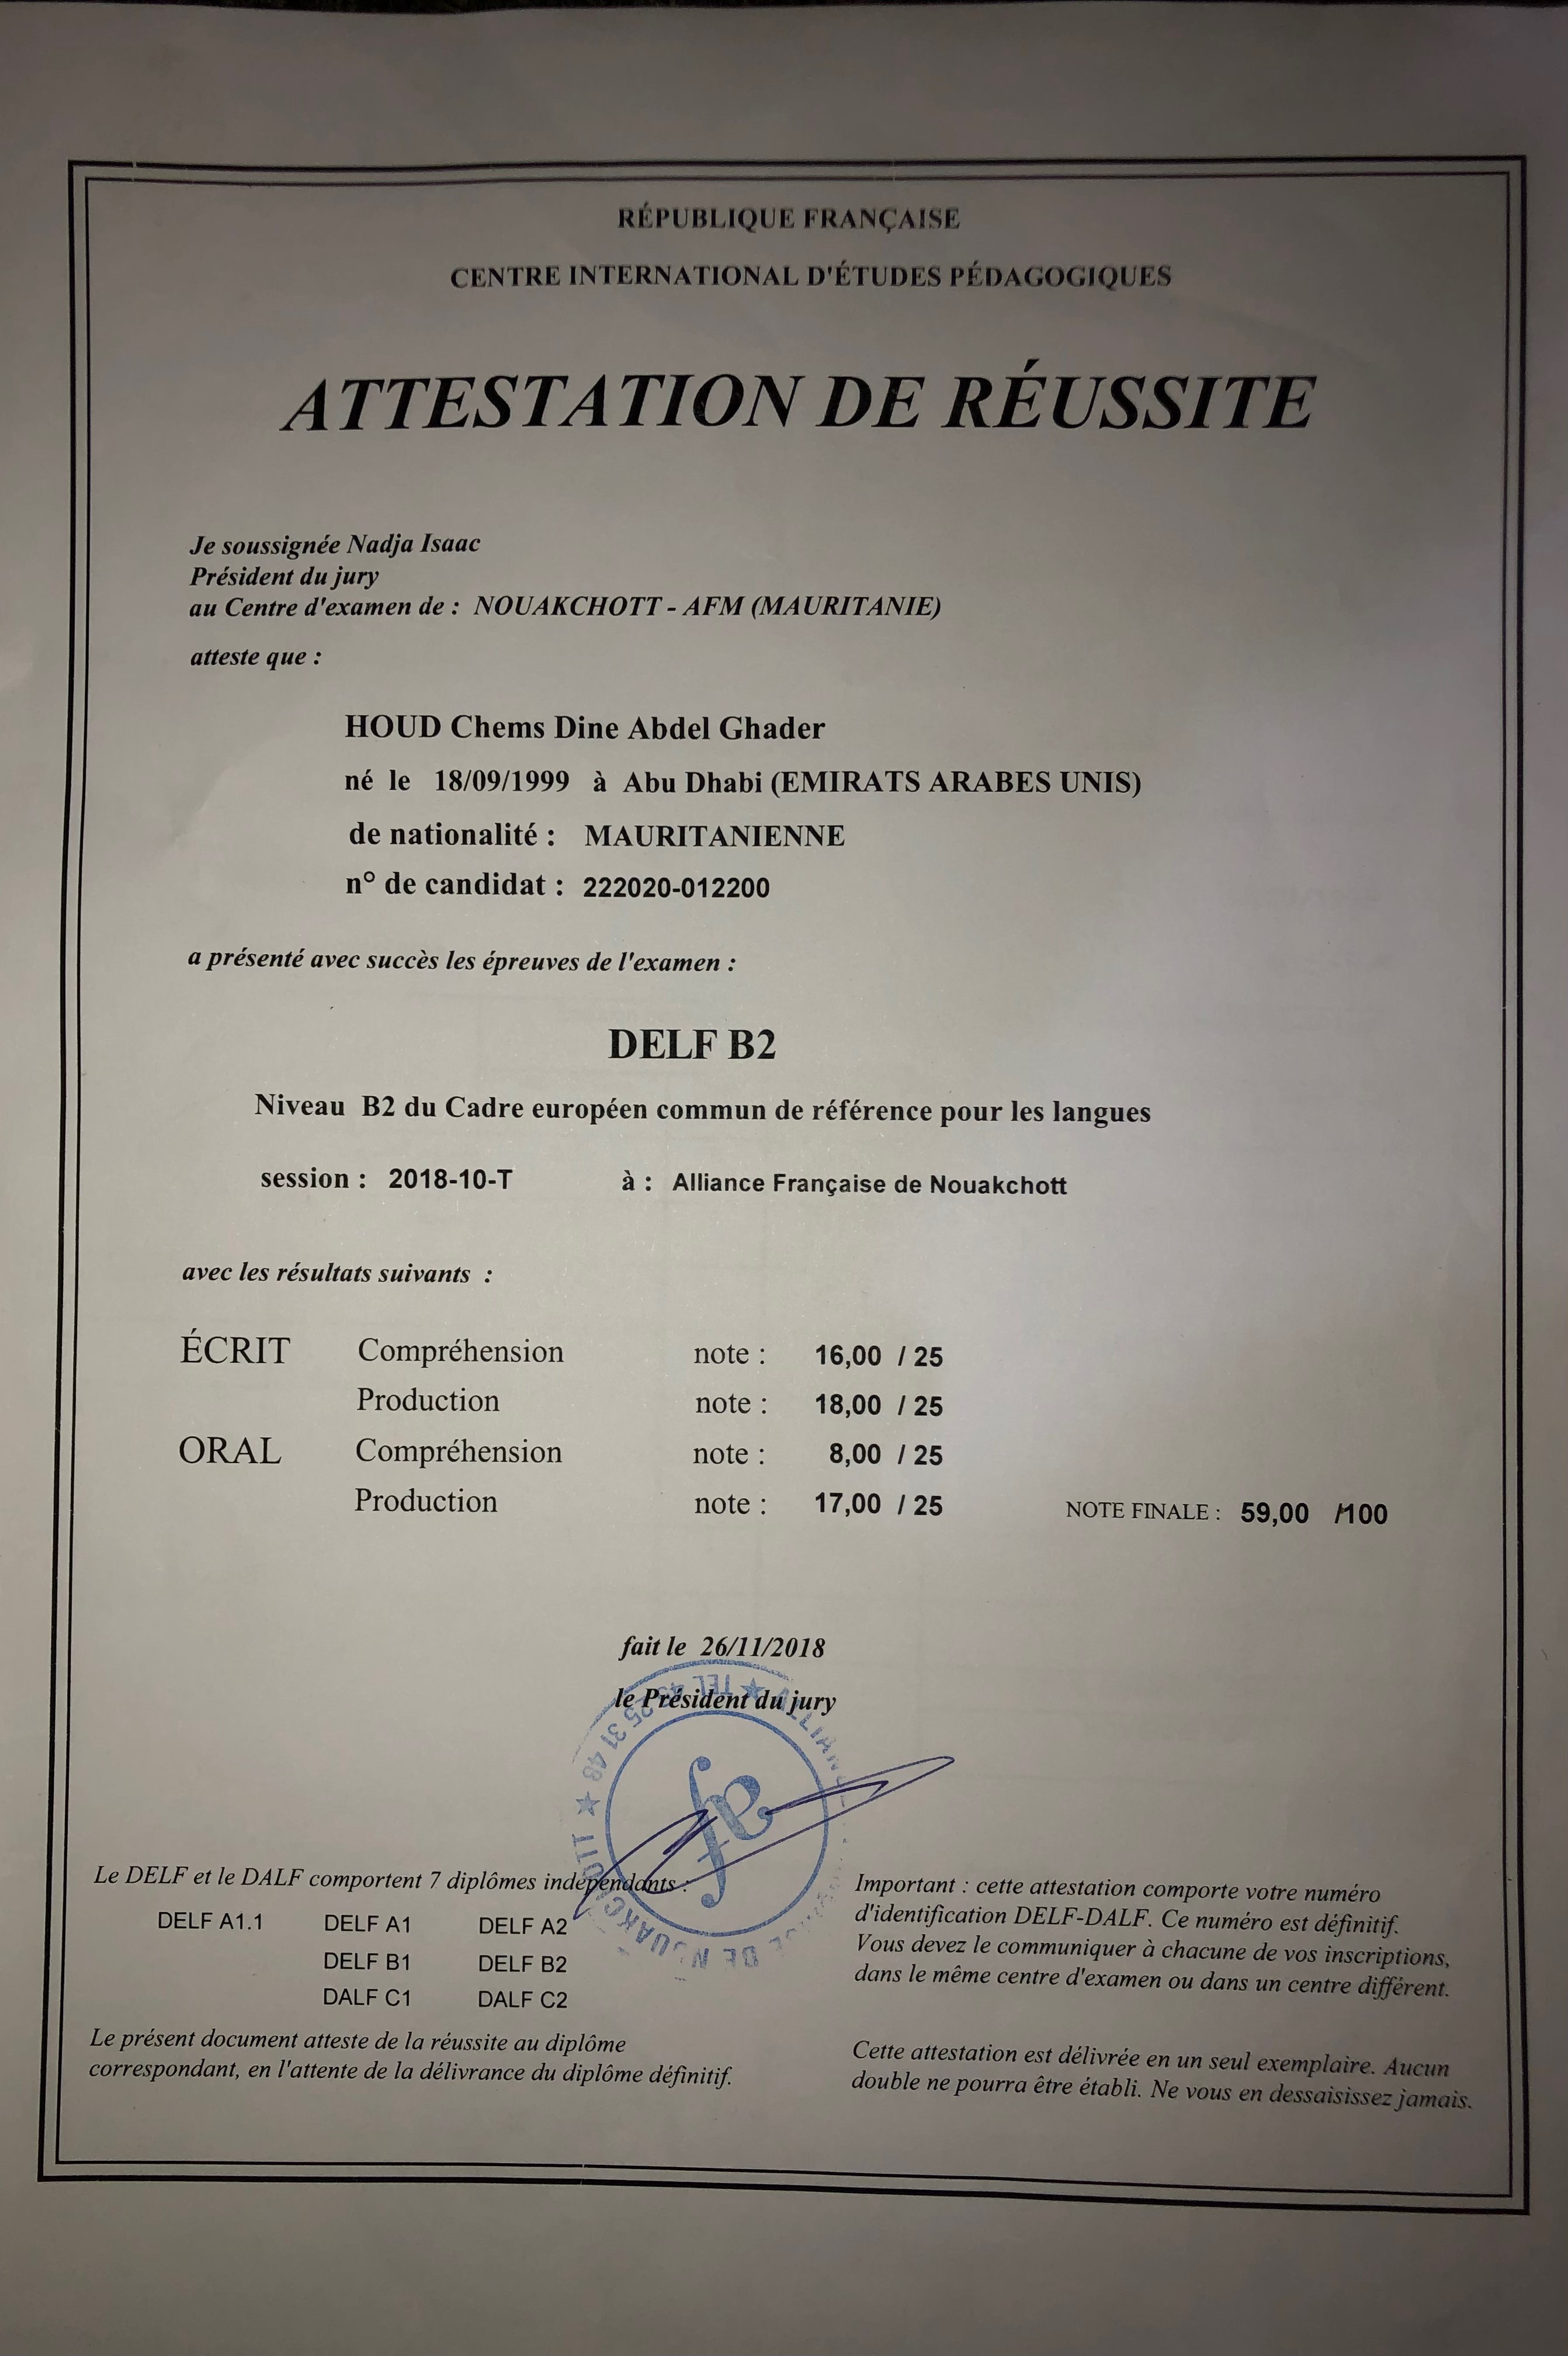 RÉPUBLIQUE FRANÇAISE
CENTRE INTERNATIONAL D'ÉTUDES PÉDAGOGIQUES
ATTESTATION DE RÉUSSITE
Je soussignée Nadja Isaac
Président du jury
au Centre d'examen de : NOUAKCHOTT - AFM (MAURITANIE)
atteste que :
HOUD Chems Dine Abdel Ghader
né le 18/09/1999 à Abu Dhabi (EMIRATS ARABES UNIS)
de nationalité : MAURITANIENNE
n° de candidat : 222020-012200
a présenté avec succès les épreuves de l'examen :
DELF B2
Niveau B2 du Cadre européen commun de référence pour les langues
session : 2018-10-T à : Alliance Française de Nouakchott
avec les résultats suivants :
ÉCRIT Compréhension note : 16,00 / 25
Production note : 18,00 / 25
ORAL Compréhension note : 8,00 / 25
Production note : 17,00 / 25 NOTE FINALE : 59,00 /100
fait le 26/11/2018
le Président du jury
Le DELF et le DALF comportent 7 diplômes indépendants :
DELF A1.1 DELF A1 DELF A2
DELF B1 DELF B2
DALF C1 DALF C2
Le présent document atteste de la réussite au diplôme
correspondant, en l'attente de la délivrance du diplôme définitif.
Important : cette attestation comporte votre numéro
d'identification DELF-DALF. Ce numéro est définitif.
Vous devez le communiquer à chacune de vos inscriptions,
dans le même centre d'examen ou dans un centre différent.
Cette attestation est délivrée en un seul exemplaire. Aucun
double ne pourra être établi. Ne vous en dessaisissez jamais.